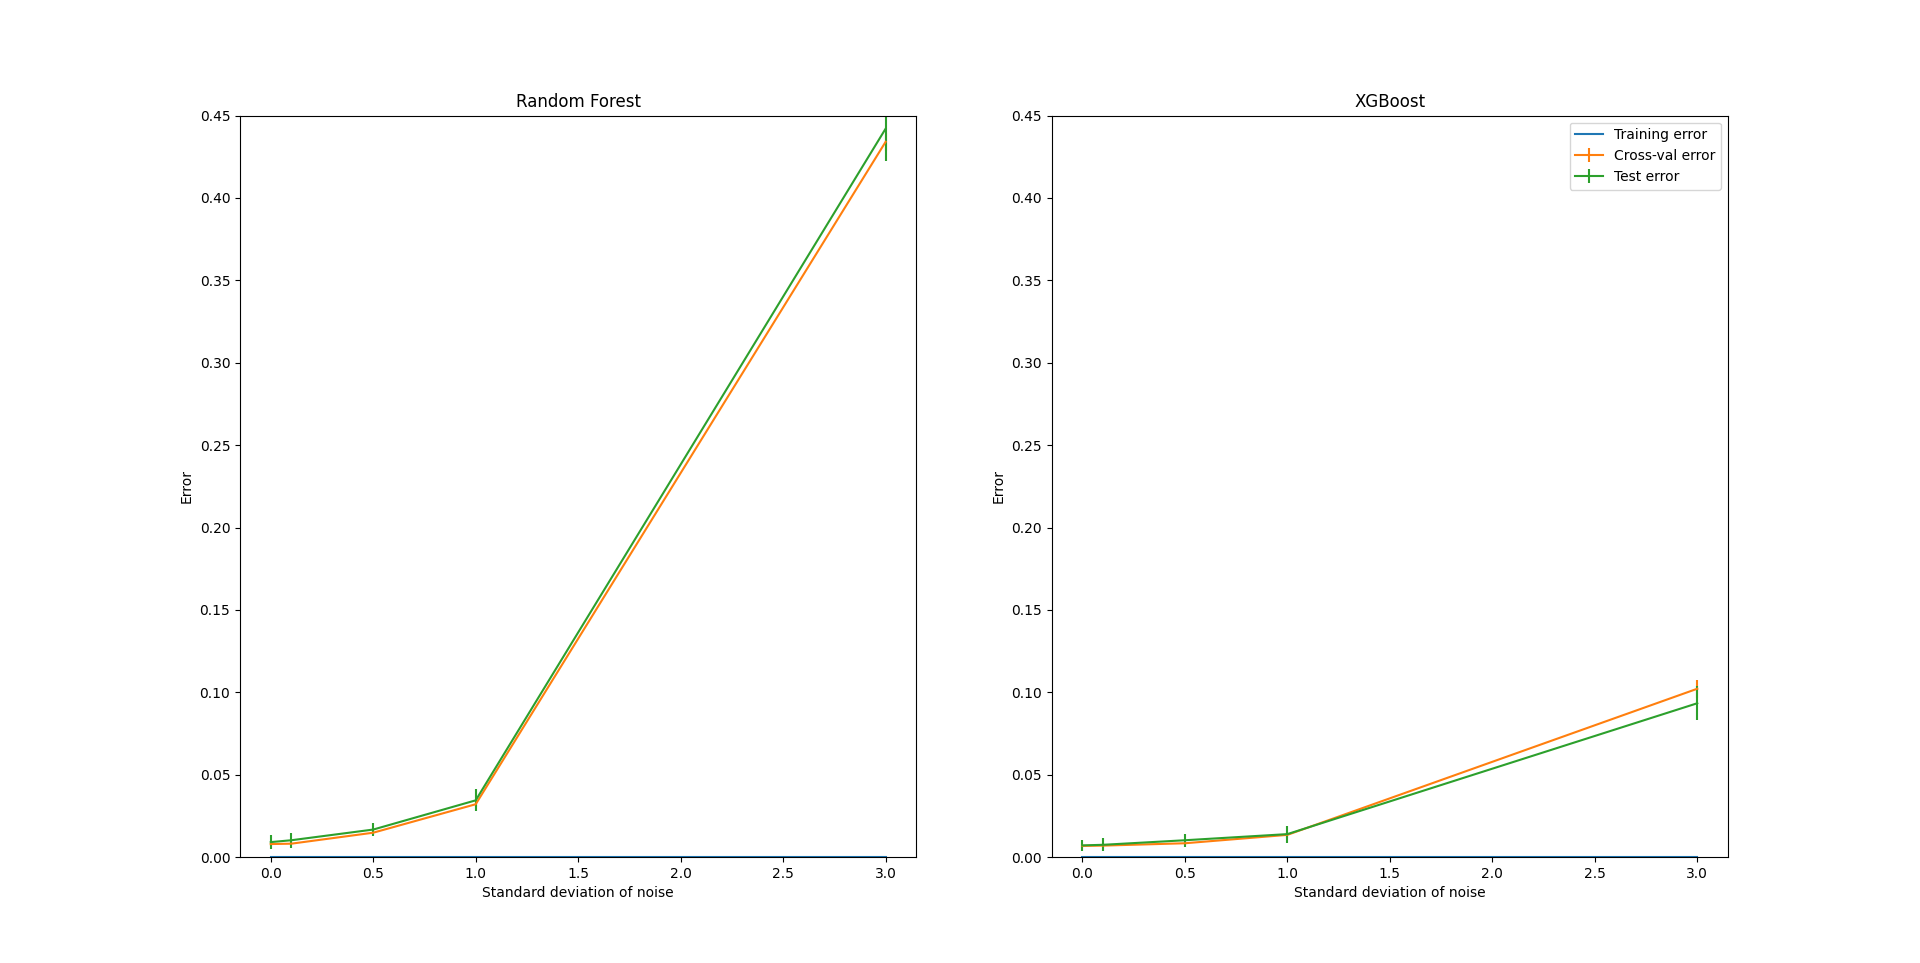 Random Forest
0.45
0.40
0.35
0.30
0.25
0.20
0.15
0.10
0.05
0.00
Error
0.0 0.5 1.0 1.5 2.0 2.5 3.0
Standard deviation of noise
XGBoost
Training error
Cross-val error
Test error
0.45
0.40
0.35
0.30
0.25
0.20
0.15
0.10
0.05
0.00
Error
0.0 0.5 1.0 1.5 2.0 2.5 3.0
Standard deviation of noise